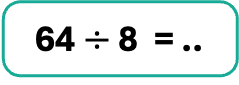 64 ÷ 8 = ..